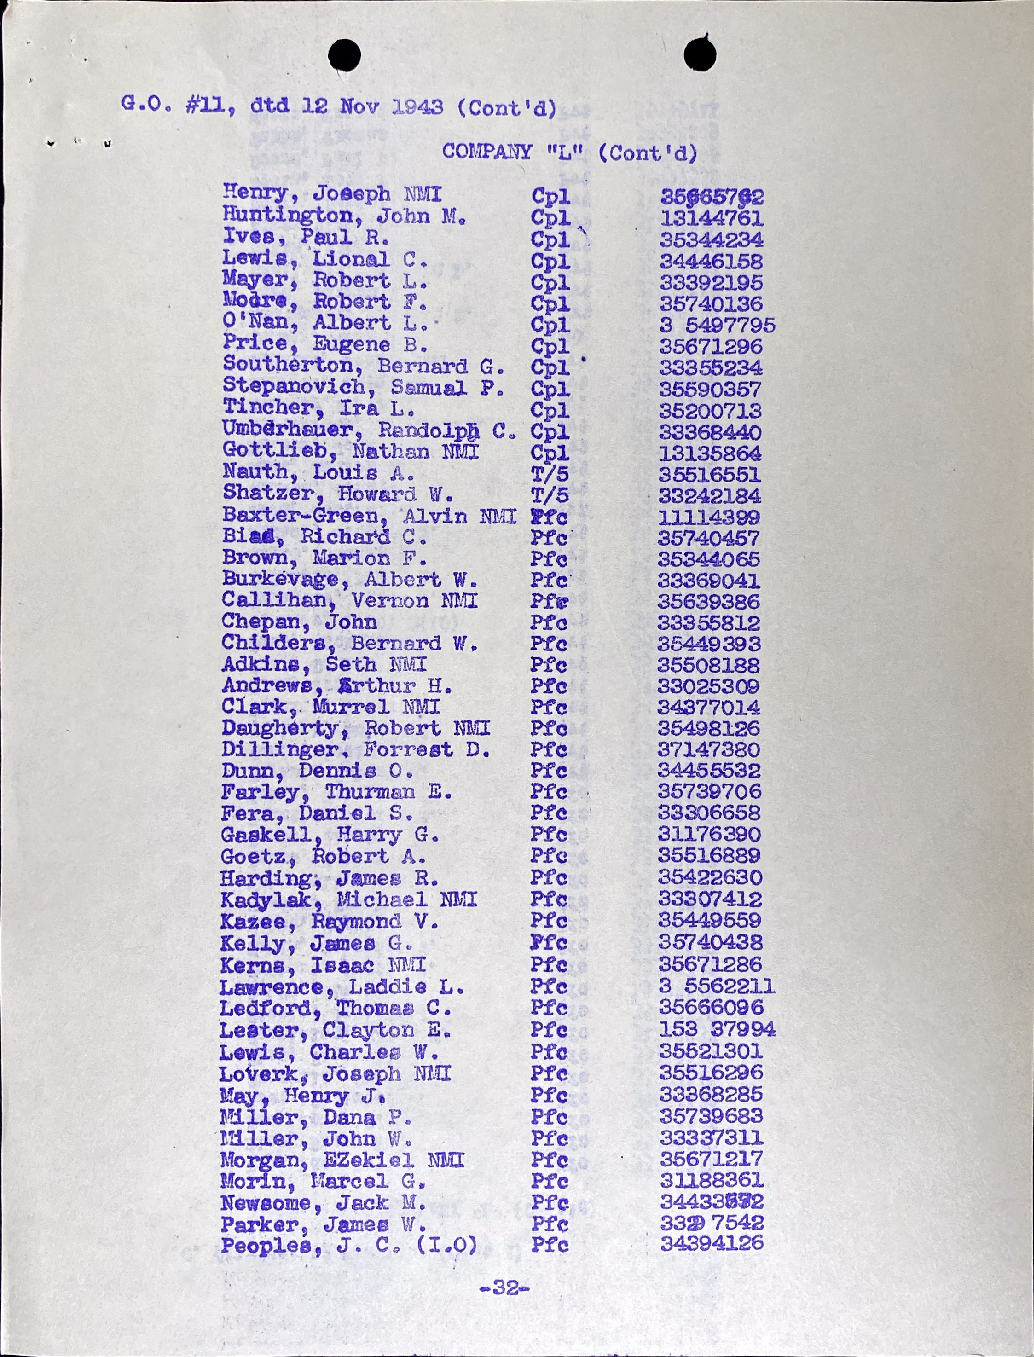 G.O. #11, dtd 12 Nov 1943 (Cont'd)
COMPANY "L" (Cont'd)
Henry, Joseph NMI Cpl 35665762
Huntington, John M. Cpl 13144761
Ives, Paul R. Cpl 35344234
Lewis, Lional C. Cpl 34446158
Mayer, Robert L. Cpl 33392195
Moore, Robert F. Cpl 35740136
O'Nan, Albert L. Cpl 3 5497795
Price, Eugene B. Cpl 35671296
Southerton, Bernard G. Cpl 33355234
Stepanovich, Samual P. Cpl 35590357
Tincher, Ira L. Cpl 35200713
Umberhauer, Randolph C. Cpl 33368440
Gottlieb, Nathan NMI Cpl 13135864
Nauth, Louis A. T/5 35516551
Shatzer, Howard W. T/5 33242184
Baxter-Green, Alvin NMI Pfc 11114399
Bias, Richard C. Pfc 35740457
Brown, Marion F. Pfc 35344065
Burkevage, Albert W. Pfc 33369041
Callihan, Vernon NMI Pfc 35639386
Chepan, John Pfc 33355812
Childers, Bernard W. Pfc 35449393
Adkins, Seth NMI Pfc 35508188
Andrews, Arthur H. Pfc 33025309
Clark, Murrel NMI Pfc 34377014
Daugherty, Robert NMI Pfc 35498126
Dillinger, Forrest D. Pfc 37147380
Dunn, Dennis O. Pfc 34455532
Farley, Thurman E. Pfc 35739706
Fera, Daniel S. Pfc 33306658
Gaskell, Harry G. Pfc 31176390
Goetz, Robert A. Pfc 35516889
Harding, James R. Pfc 35422630
Kadylak, Michael NMI Pfc 33307412
Kazee, Raymond V. Pfc 35449559
Kelly, James G. Pfc 35740438
Kerns, Isaac NMI Pfc 35671286
Lawrence, Laddie L. Pfc 3 5562211
Ledford, Thomas C. Pfc 35666096
Lester, Clayton E. Pfc 153 37994
Lewis, Charles W. Pfc 35521301
Loverk, Joseph NMI Pfc 35516296
May, Henry J. Pfc 33368285
Miller, Dana P. Pfc 35739683
Miller, John W. Pfc 33337311
Morgan, EZekiel NMI Pfc 35671217
Morin, Marcel G. Pfc 31188361
Newsome, Jack M. Pfc
Parker, James W. Pfc
Peoples, J. C. (I.O) Pfc 34394126
-32-